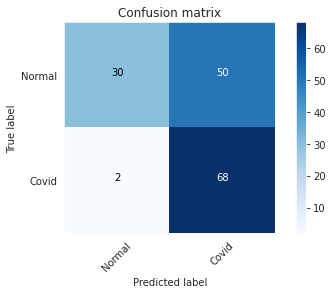 Confusion matrix
True label
Normal
30
50
Covid
2
68
Normal
Covid
Predicted label
60
50
40
30
20
10